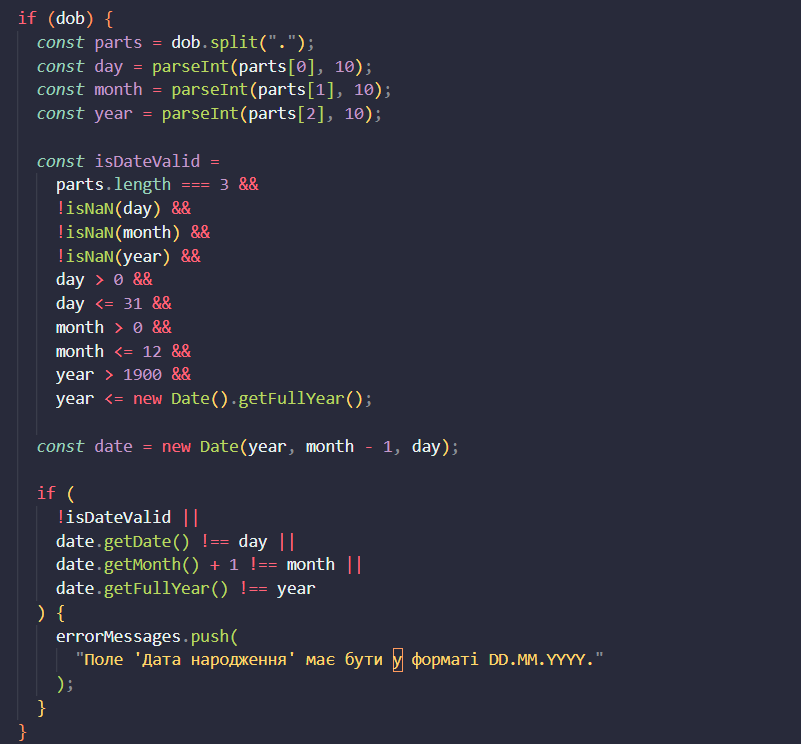 if (dob) {
const parts = dob.split(".");
const day = parseInt(parts[0], 10);
const month = parseInt(parts[1], 10);
const year = parseInt(parts[2], 10);
const isDateValid =
parts.length === 3 &&
!isNaN(day) &&
!isNaN(month) &&
!isNaN(year) &&
day > 0 &&
day <= 31 &&
month > 0 &&
month <= 12 &&
year > 1900 &&
year <= new Date().getFullYear();
const date = new Date(year, month - 1, day);
if (
!isDateValid ||
date.getDate() !== day ||
date.getMonth() + 1 !== month ||
date.getFullYear() !== year
) {
errorMessages.push(
"Поле 'Дата народження' має бути у форматі DD.MM.YYYY."
);
}
}